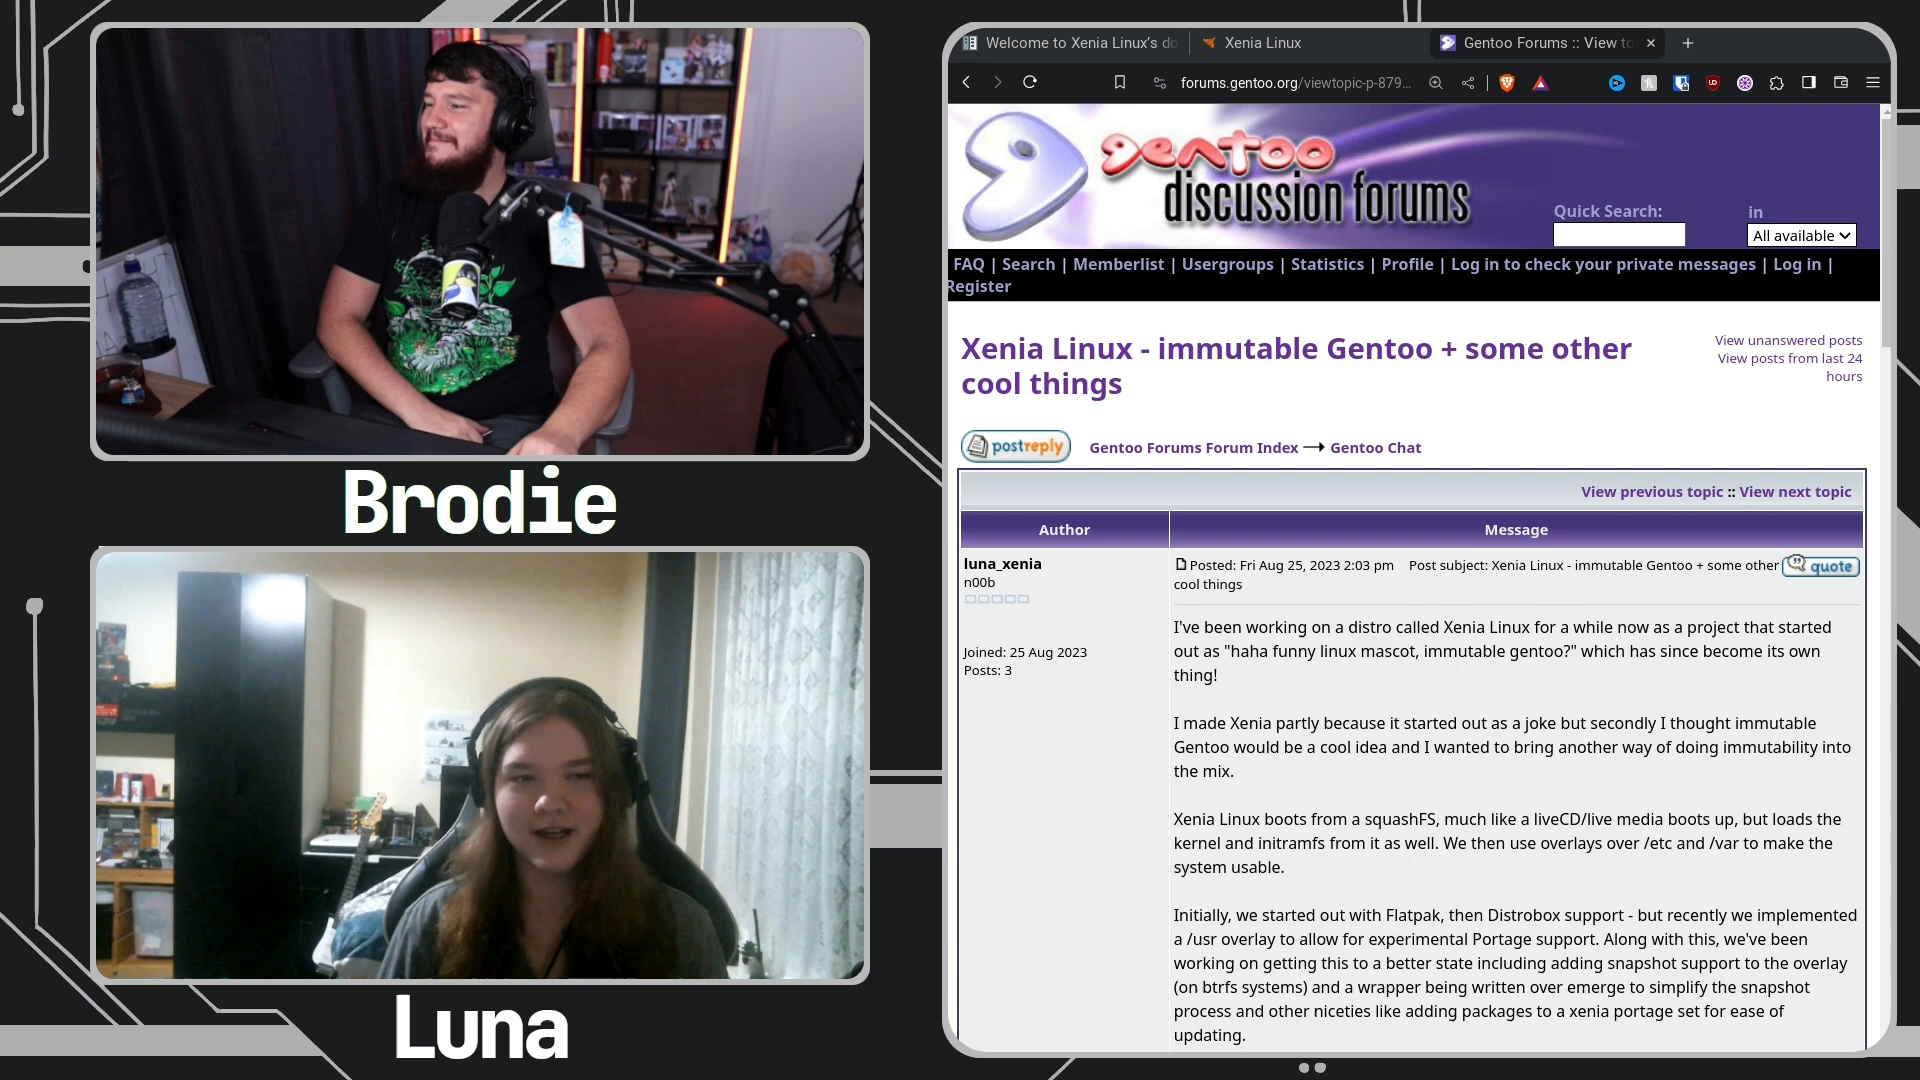 Brodie
Luna
Welcome to Xenia Linux's do
Xenia Linux
Gentoo Forums :: View to
forums.gentoo.org/viewtopic-p-879...
gentoo
discussion forums
Quick Search:
in
All available
FAQ | Search | Memberlist | Usergroups | Statistics | Profile | Log in to check your private messages | Log in |
Register
Xenia Linux - immutable Gentoo + some other
cool things
View unanswered posts
View posts from last 24
hours
postreply
Gentoo Forums Forum Index → Gentoo Chat
View previous topic :: View next topic
Author
Message
luna_xenia
n00b
Joined: 25 Aug 2023
Posts: 3
Posted: Fri Aug 25, 2023 2:03 pm Post subject: Xenia Linux - immutable Gentoo + some other
cool things
quote
I've been working on a distro called Xenia Linux for a while now as a project that started
out as "haha funny linux mascot, immutable gentoo?" which has since become its own
thing!
I made Xenia partly because it started out as a joke but secondly I thought immutable
Gentoo would be a cool idea and I wanted to bring another way of doing immutability into
the mix.
Xenia Linux boots from a squashFS, much like a liveCD/live media boots up, but loads the
kernel and initramfs from it as well. We then use overlays over /etc and /var to make the
system usable.
Initially, we started out with Flatpak, then Distrobox support - but recently we implemented
a /usr overlay to allow for experimental Portage support. Along with this, we've been
working on getting this to a better state including adding snapshot support to the overlay
(on btrfs systems) and a wrapper being written over emerge to simplify the snapshot
process and other niceties like adding packages to a xenia portage set for ease of
updating.